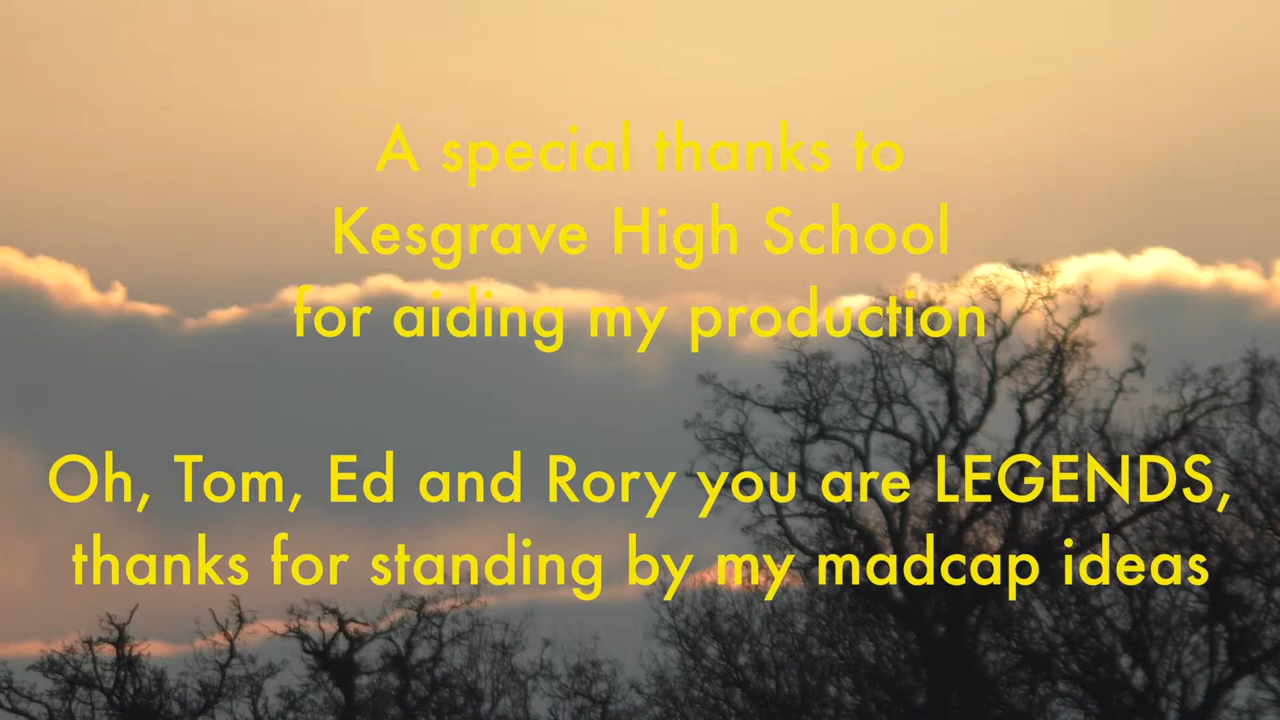 A special thanks to
Kesgrave High School
for aiding my production
Oh, Tom, Ed and Rory you are LEGENDS,
thanks for standing by my madcap ideas